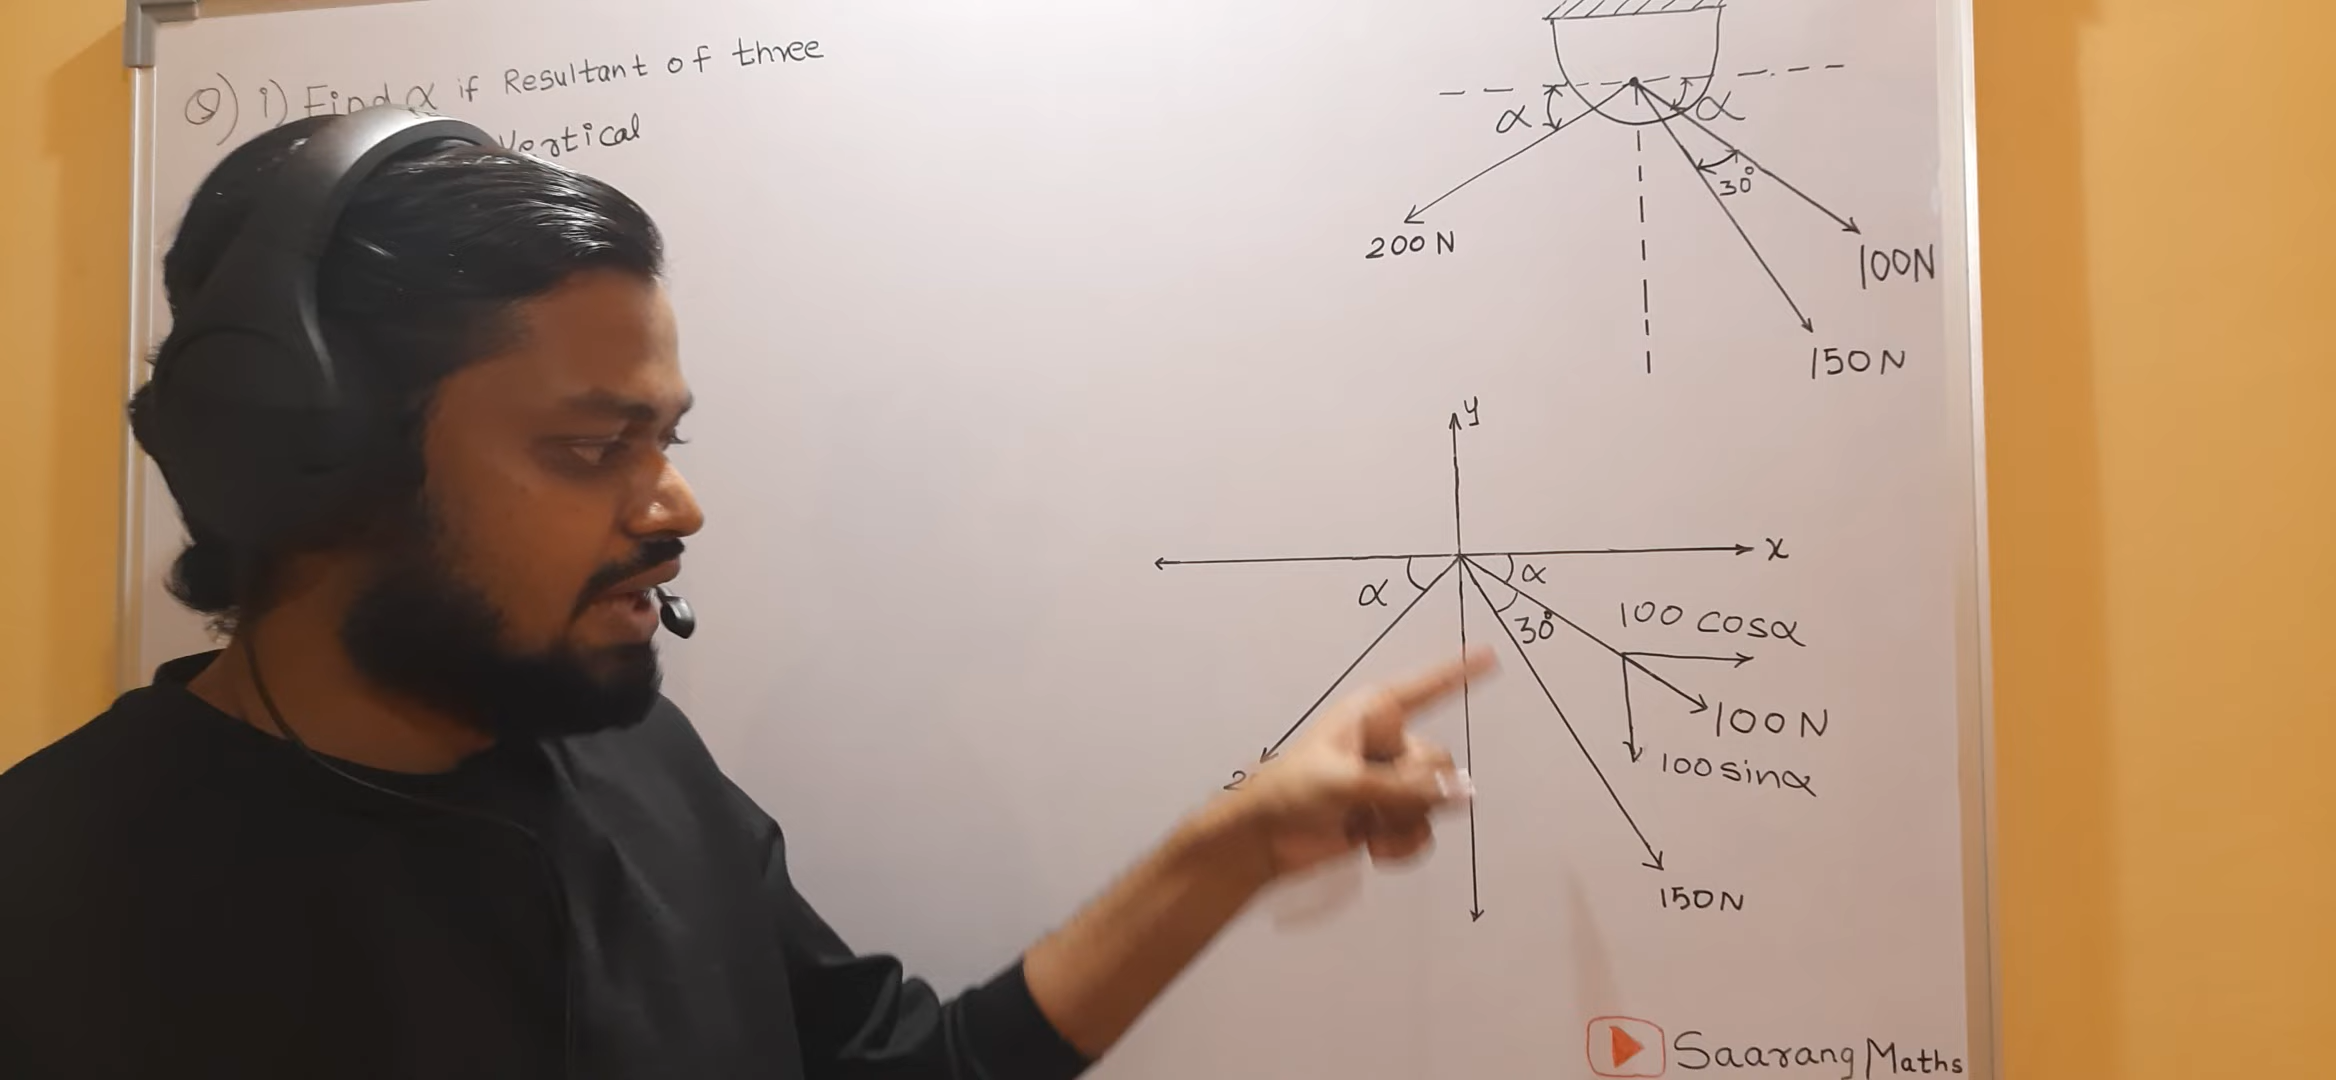 Q) i) Find α if Resultant of three
Vertical
α
α
30°
200 N
100N
150 N
y
x
α
α
30°
100 cosα
100 N
100 sinα
150N
Saarang Maths